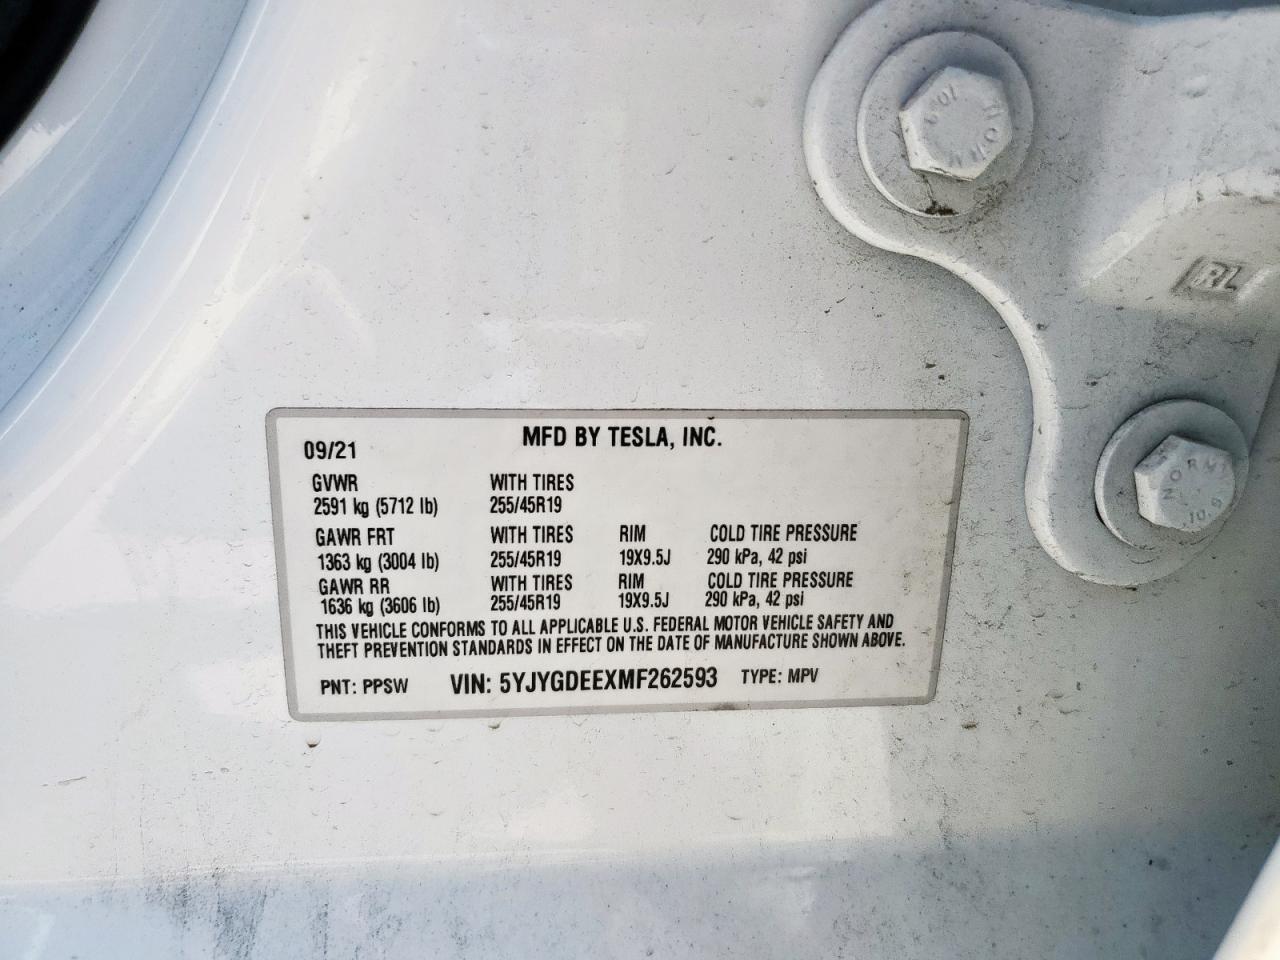 MFD BY TESLA, INC.
09/21
GVWR WITH TIRES
2591 kg (5712 lb) 255/45R19
GAWR FRT WITH TIRES RIM COLD TIRE PRESSURE
1363 kg (3004 lb) 255/45R19 19X9.5J 290 kPa, 42 psi
GAWR RR WITH TIRES RIM COLD TIRE PRESSURE
1636 kg (3606 lb) 255/45R19 19X9.5J 290 kPa, 42 psi
THIS VEHICLE CONFORMS TO ALL APPLICABLE U.S. FEDERAL MOTOR VEHICLE SAFETY AND
THEFT PREVENTION STANDARDS IN EFFECT ON THE DATE OF MANUFACTURE SHOWN ABOVE.
PNT: PPSW VIN: 5YJYGDEEXMF262593 TYPE: MPV
RL
10.9